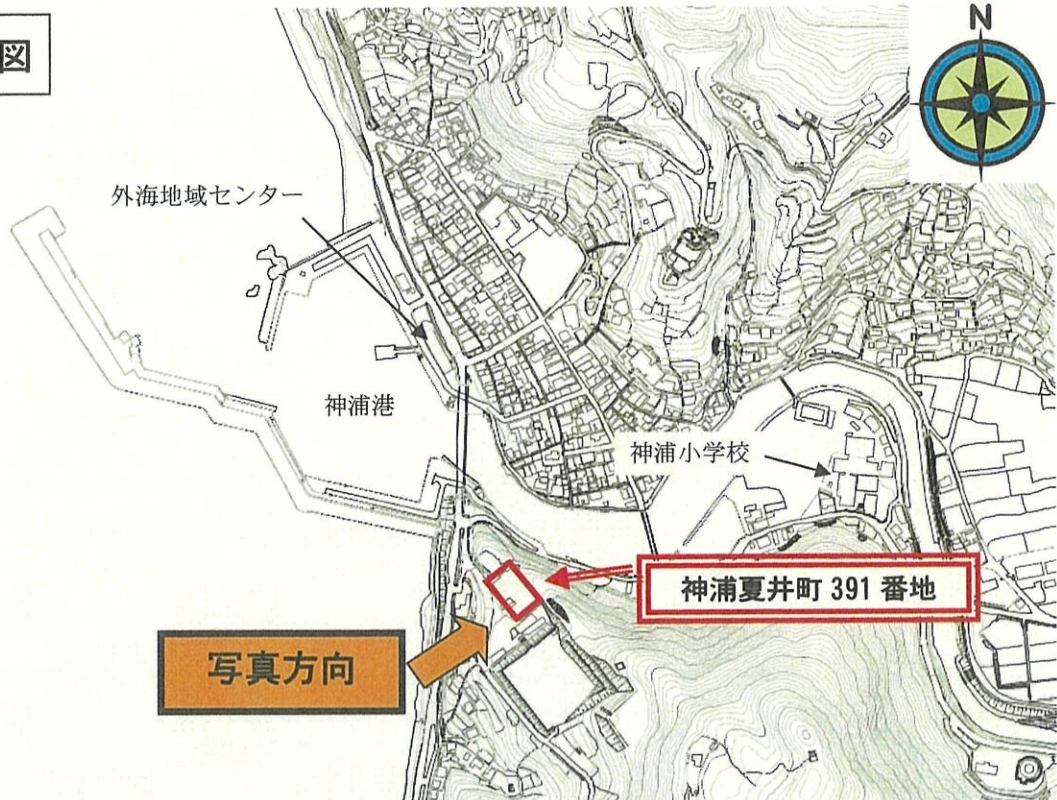 図
N
外海地域センター
神浦港
神浦小学校
神浦夏井町 391 番地
写真方向